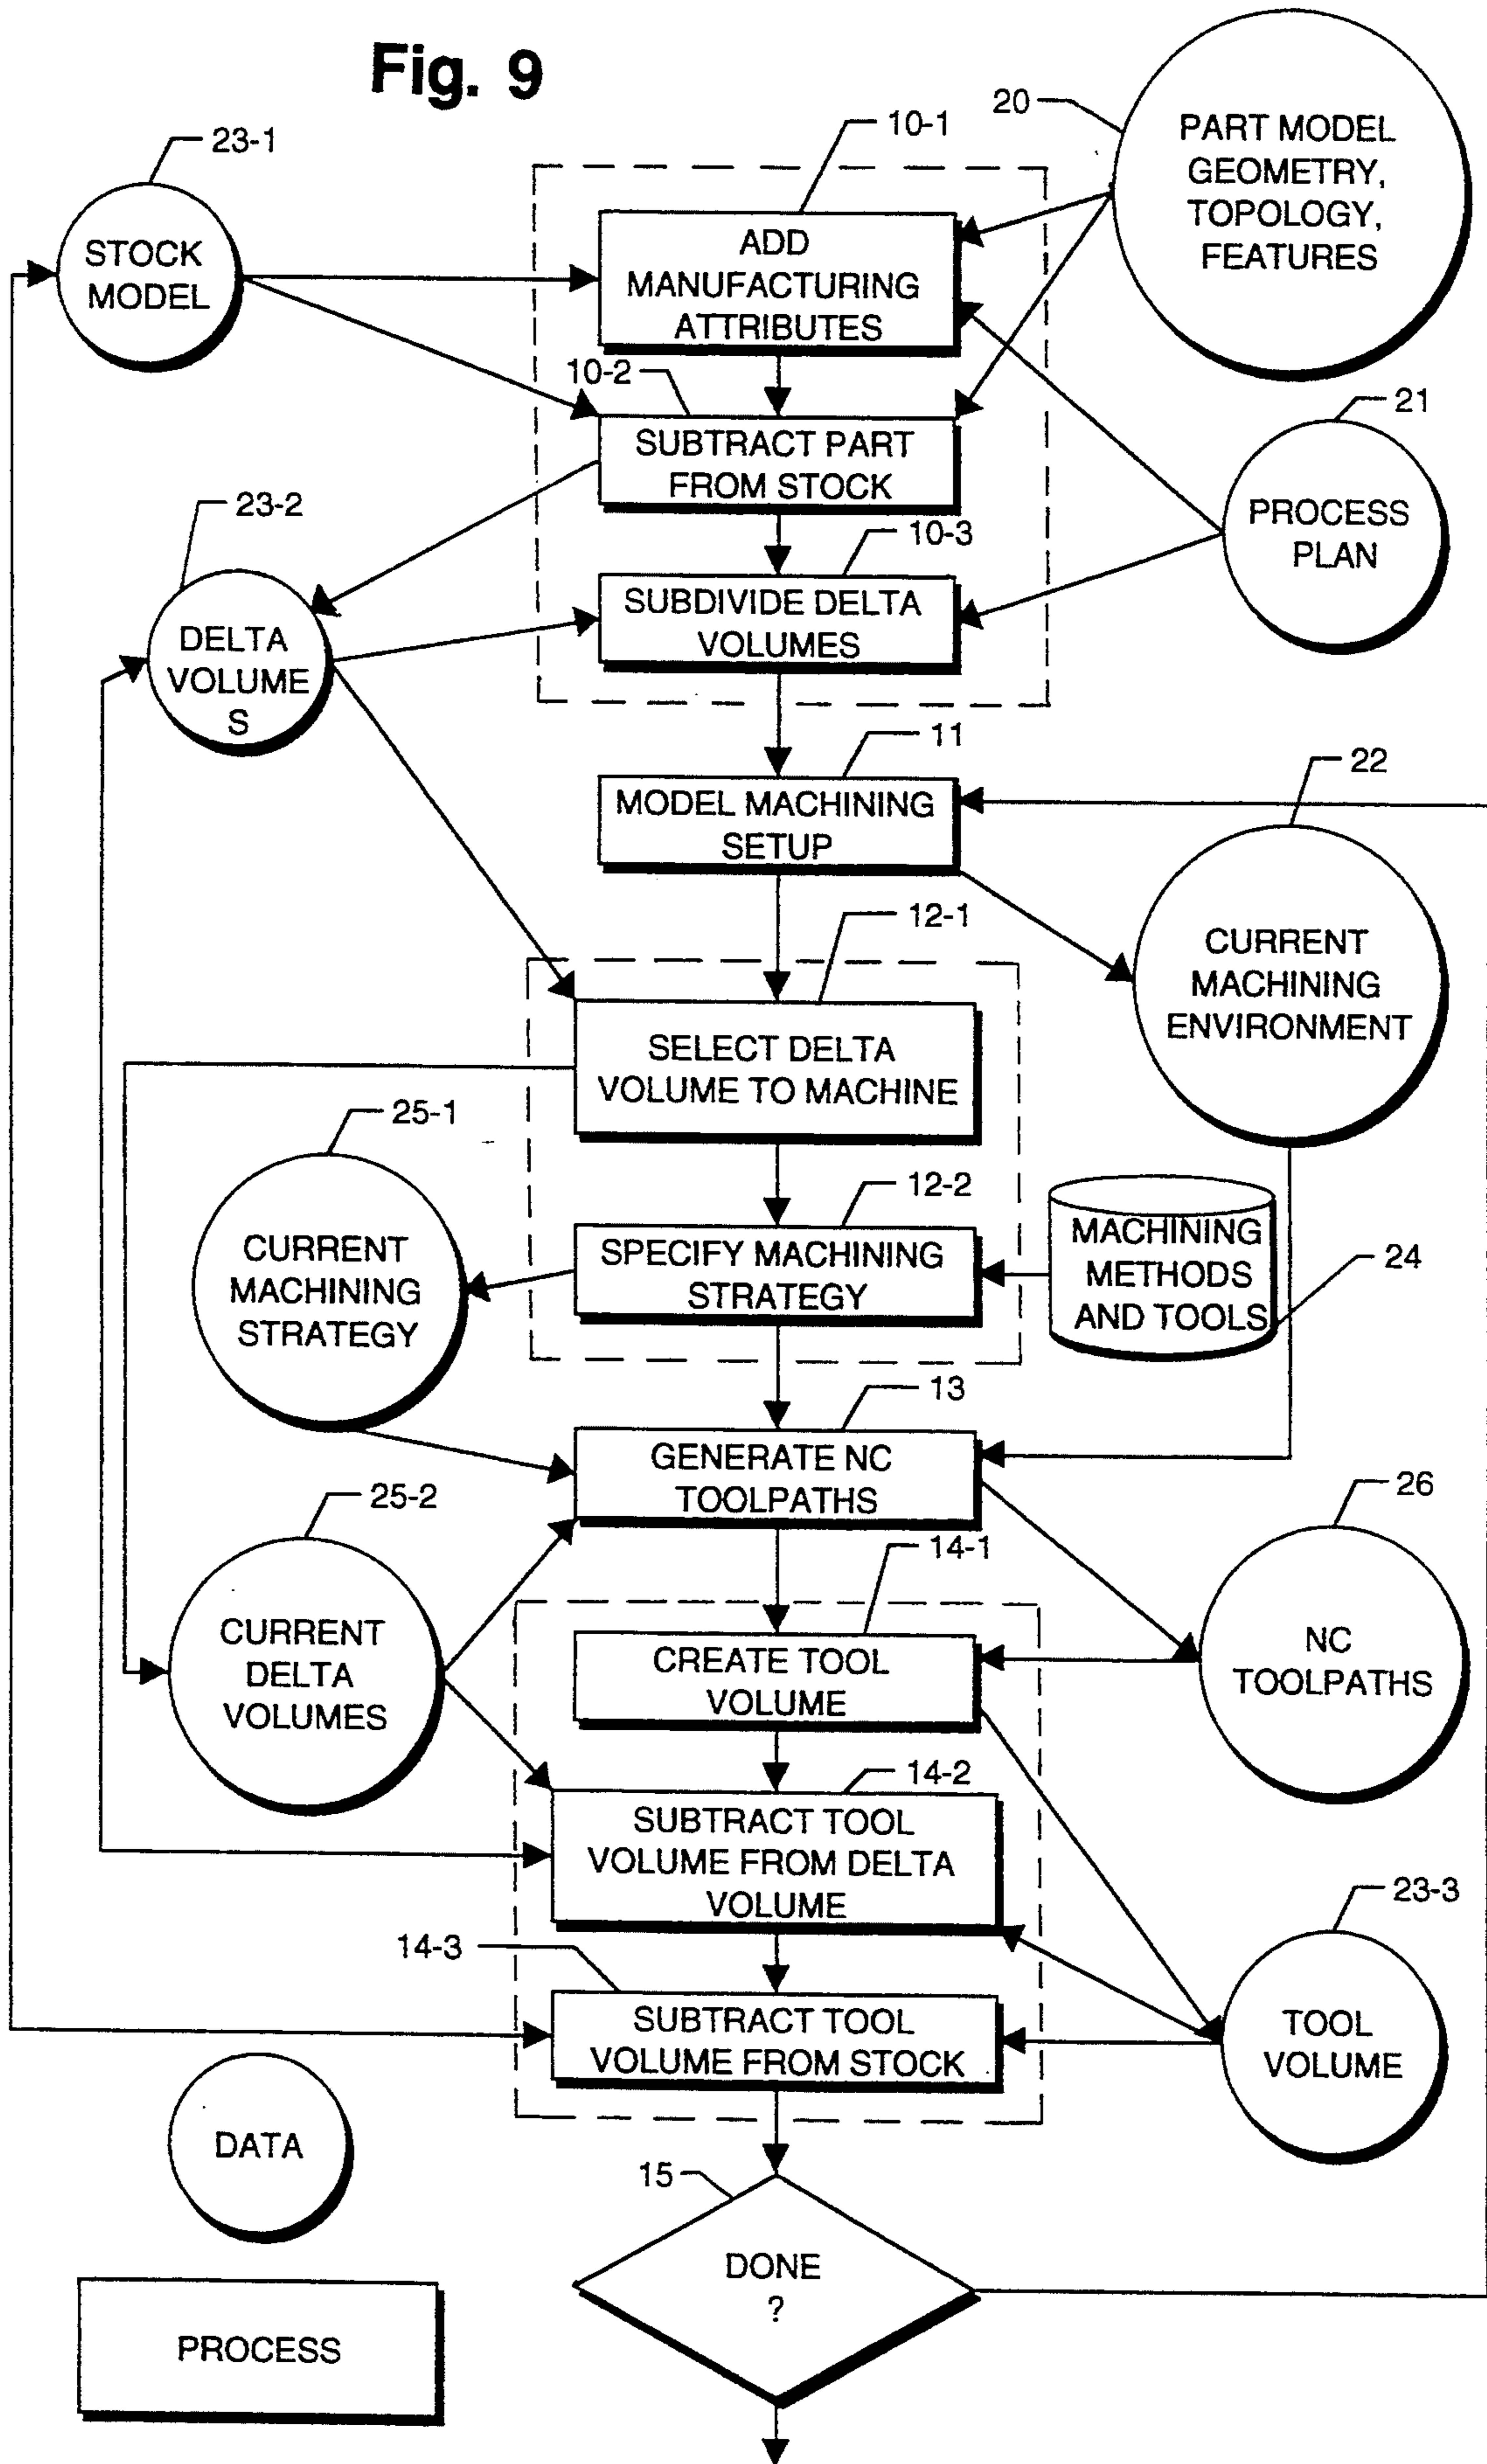 Fig. 9
20
PART MODEL
GEOMETRY,
TOPOLOGY,
FEATURES
23-1
STOCK
MODEL
10-1
ADD
MANUFACTURING
ATTRIBUTES
10-2
SUBTRACT PART
FROM STOCK
21
PROCESS
PLAN
23-2
DELTA
VOLUME
S
10-3
SUBDIVIDE DELTA
VOLUMES
11
MODEL MACHINING
SETUP
22
CURRENT
MACHINING
ENVIRONMENT
12-1
SELECT DELTA
VOLUME TO MACHINE
25-1
CURRENT
MACHINING
STRATEGY
12-2
SPECIFY MACHINING
STRATEGY
MACHINING
METHODS
AND TOOLS
24
13
GENERATE NC
TOOLPATHS
25-2
CURRENT
DELTA
VOLUMES
26
NC
TOOLPATHS
14-1
CREATE TOOL
VOLUME
14-2
SUBTRACT TOOL
VOLUME FROM DELTA
VOLUME
14-3
SUBTRACT TOOL
VOLUME FROM STOCK
23-3
TOOL
VOLUME
DATA
15
DONE
?
PROCESS